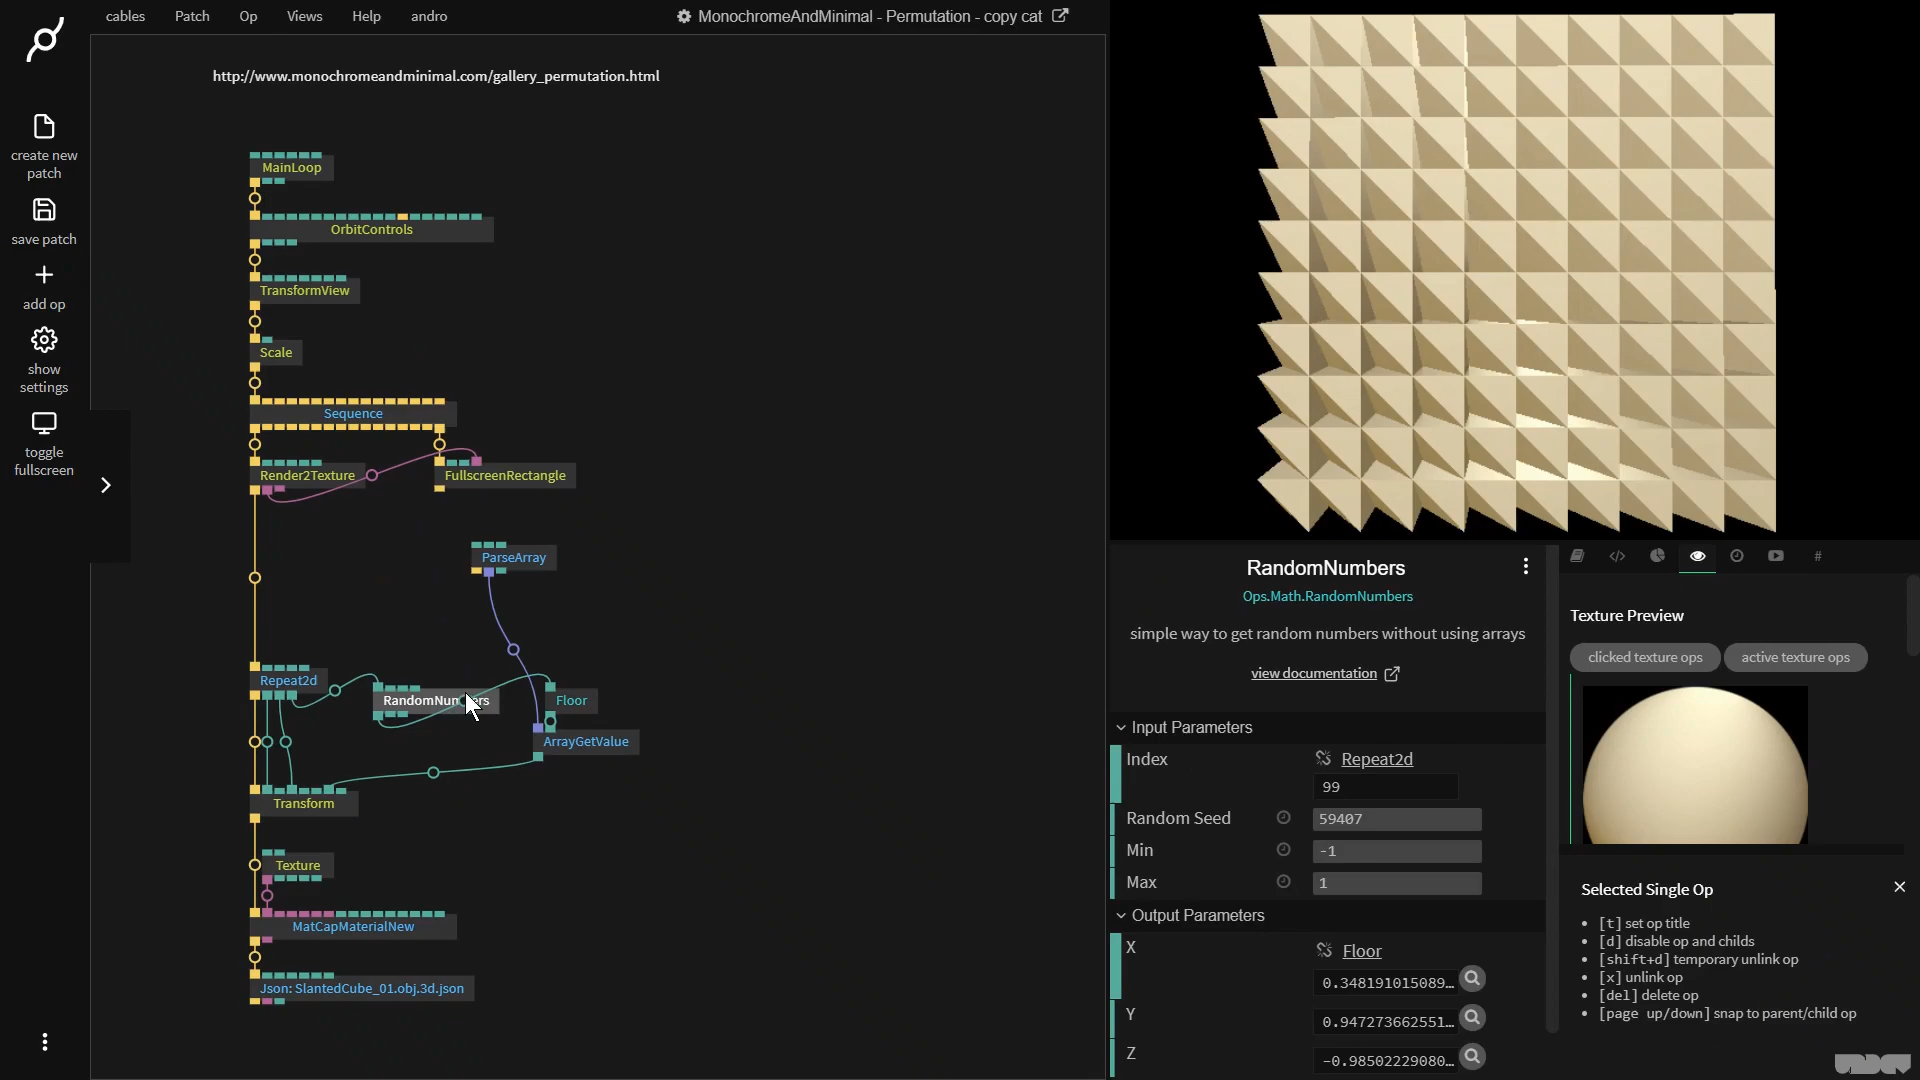 cables Patch Op Views Help andro
MonochromeAndMinimal - Permutation - copy cat
http://www.monochromeandminimal.com/gallery_permutation.html
create new
patch
save patch
add op
show
settings
toggle
fullscreen
MainLoop
OrbitControls
TransformView
Scale
Sequence
Render2Texture
FullscreenRectangle
ParseArray
Repeat2d
RandomNumbers
Floor
ArrayGetValue
Transform
Texture
MatCapMaterialNew
Json: SlantedCube_01.obj.3d.json
RandomNumbers
Ops.Math.RandomNumbers
simple way to get random numbers without using arrays
view documentation
Input Parameters
Index Repeat2d
99
Random Seed 59407
Min -1
Max 1
Output Parameters
X Floor
0.348191015089…
Y
0.947273662551…
Z
-0.98502229080…
#
Texture Preview
clicked texture ops active texture ops
Selected Single Op
[t] set op title
[d] disable op and childs
[shift+d] temporary unlink op
[x] unlink op
[del] delete op
[page up/down] snap to parent/child op